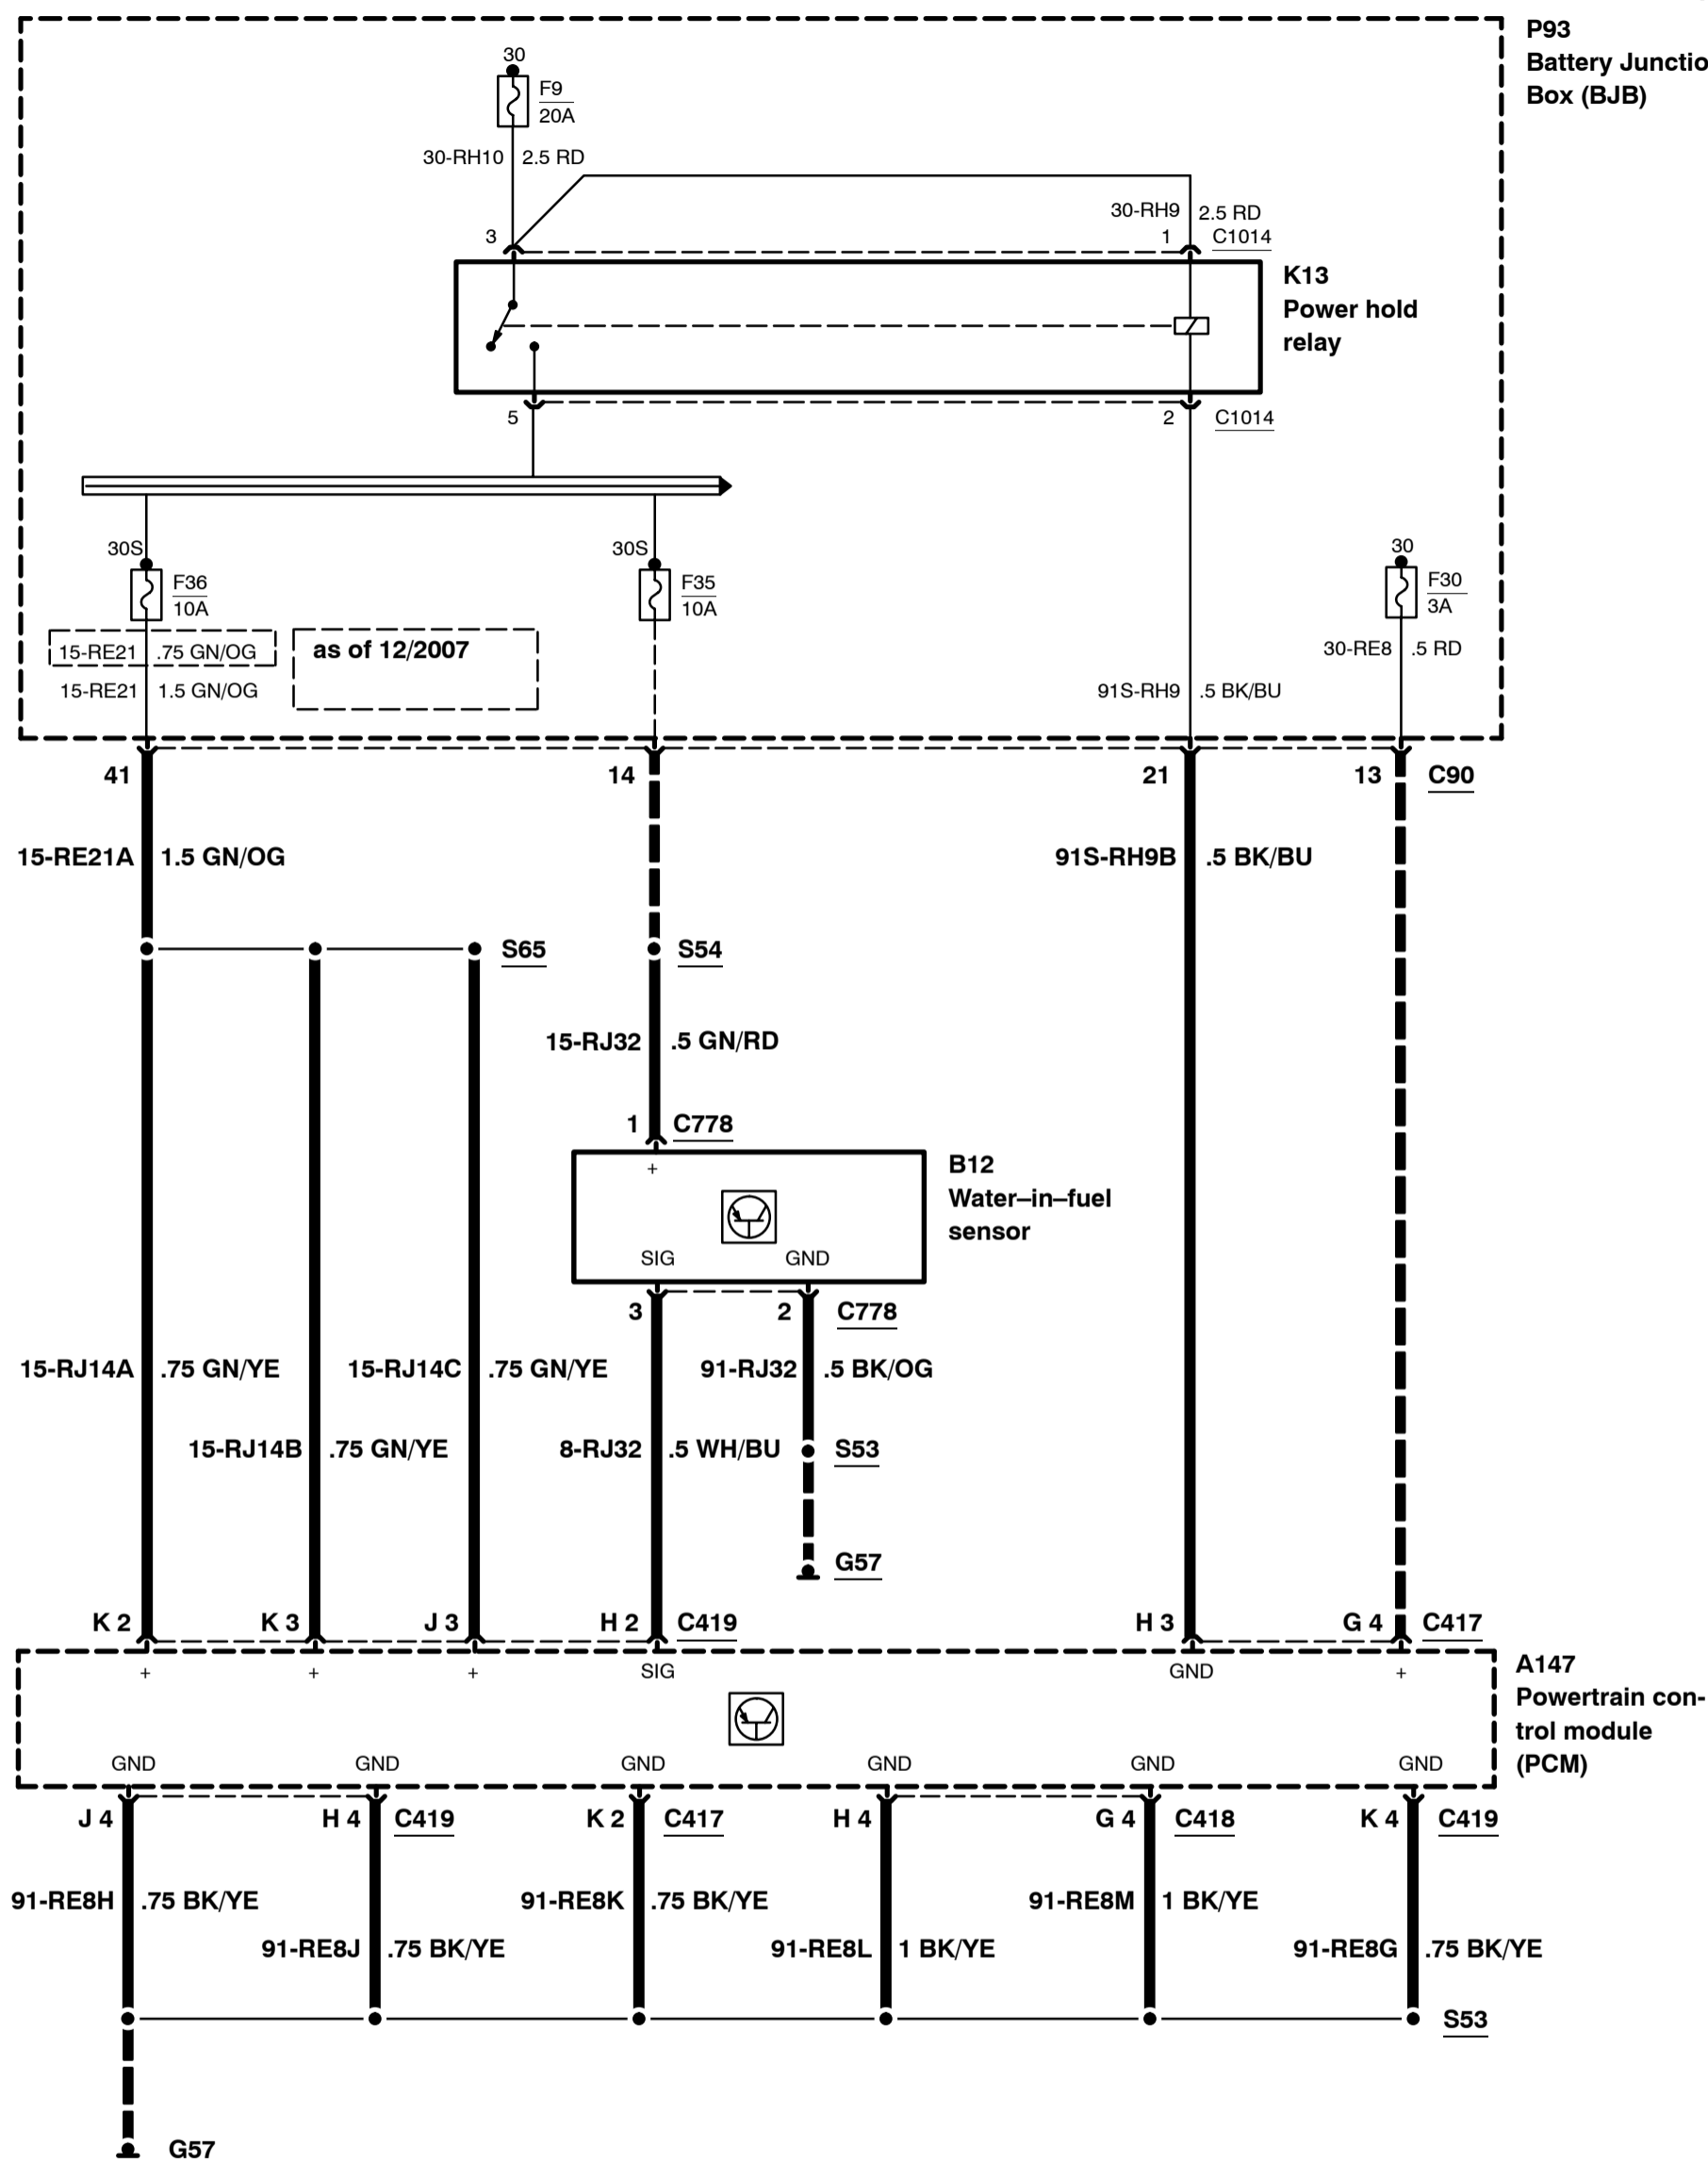 P93
Battery Junctio
Box (BJB)
30
F9
20A
30-RH10 2.5 RD
30-RH9 2.5 RD
3 1 C1014
K13
Power hold
relay
5 2 C1014
30S 30S 30
F36 F35 F30
10A 10A 3A
15-RE21 .75 GN/OG as of 12/2007 30-RE8 .5 RD
15-RE21 1.5 GN/OG 91S-RH9 .5 BK/BU
41 14 21 13 C90
15-RE21A 1.5 GN/OG 91S-RH9B .5 BK/BU
S65 S54
15-RJ32 .5 GN/RD
1 C778
+
B12
Water–in–fuel
sensor
SIG GND
3 2 C778
15-RJ14A .75 GN/YE 15-RJ14C .75 GN/YE 91-RJ32 .5 BK/OG
15-RJ14B .75 GN/YE 8-RJ32 .5 WH/BU S53
G57
K 2 K 3 J 3 H 2 C419 H 3 G 4 C417
+ + + SIG GND +
A147
Powertrain con-
trol module
(PCM)
GND GND GND GND GND GND
J 4 H 4 C419 K 2 C417 H 4 G 4 C418 K 4 C419
91-RE8H .75 BK/YE 91-RE8K .75 BK/YE 91-RE8M 1 BK/YE
91-RE8J .75 BK/YE 91-RE8L 1 BK/YE 91-RE8G .75 BK/YE
S53
G57